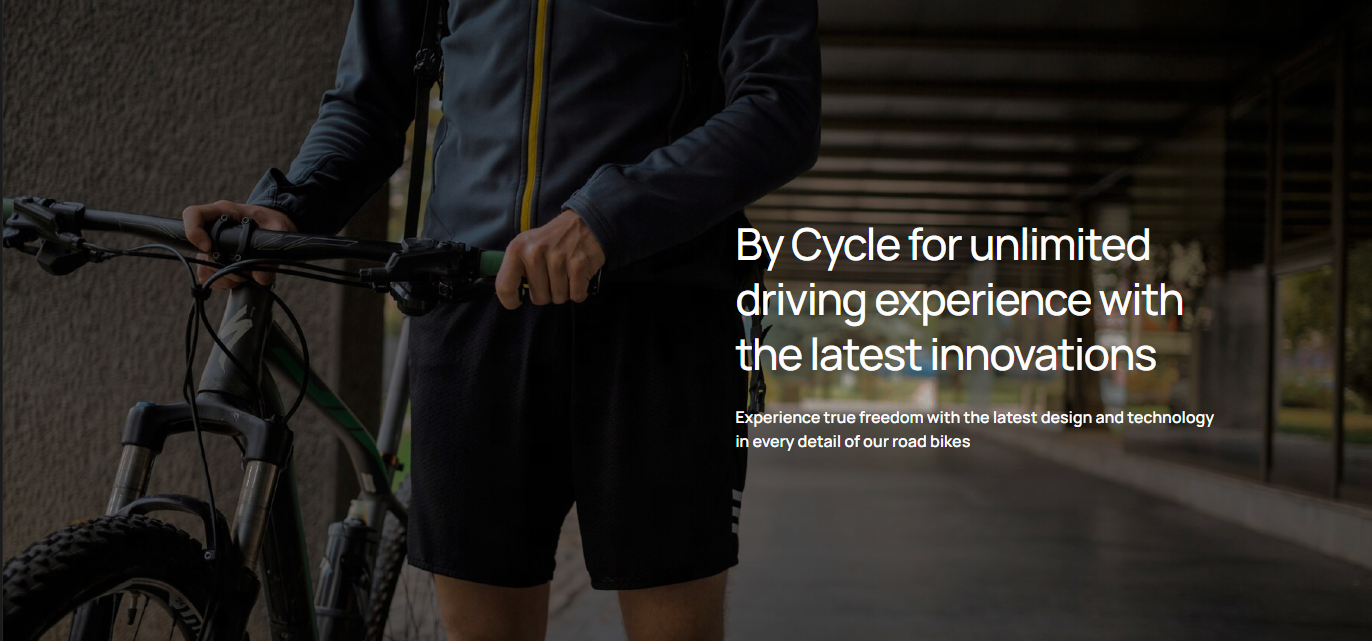 By Cycle for unlimited
driving experience with
the latest innovations
Experience true freedom with the latest design and technology
in every detail of our road bikes